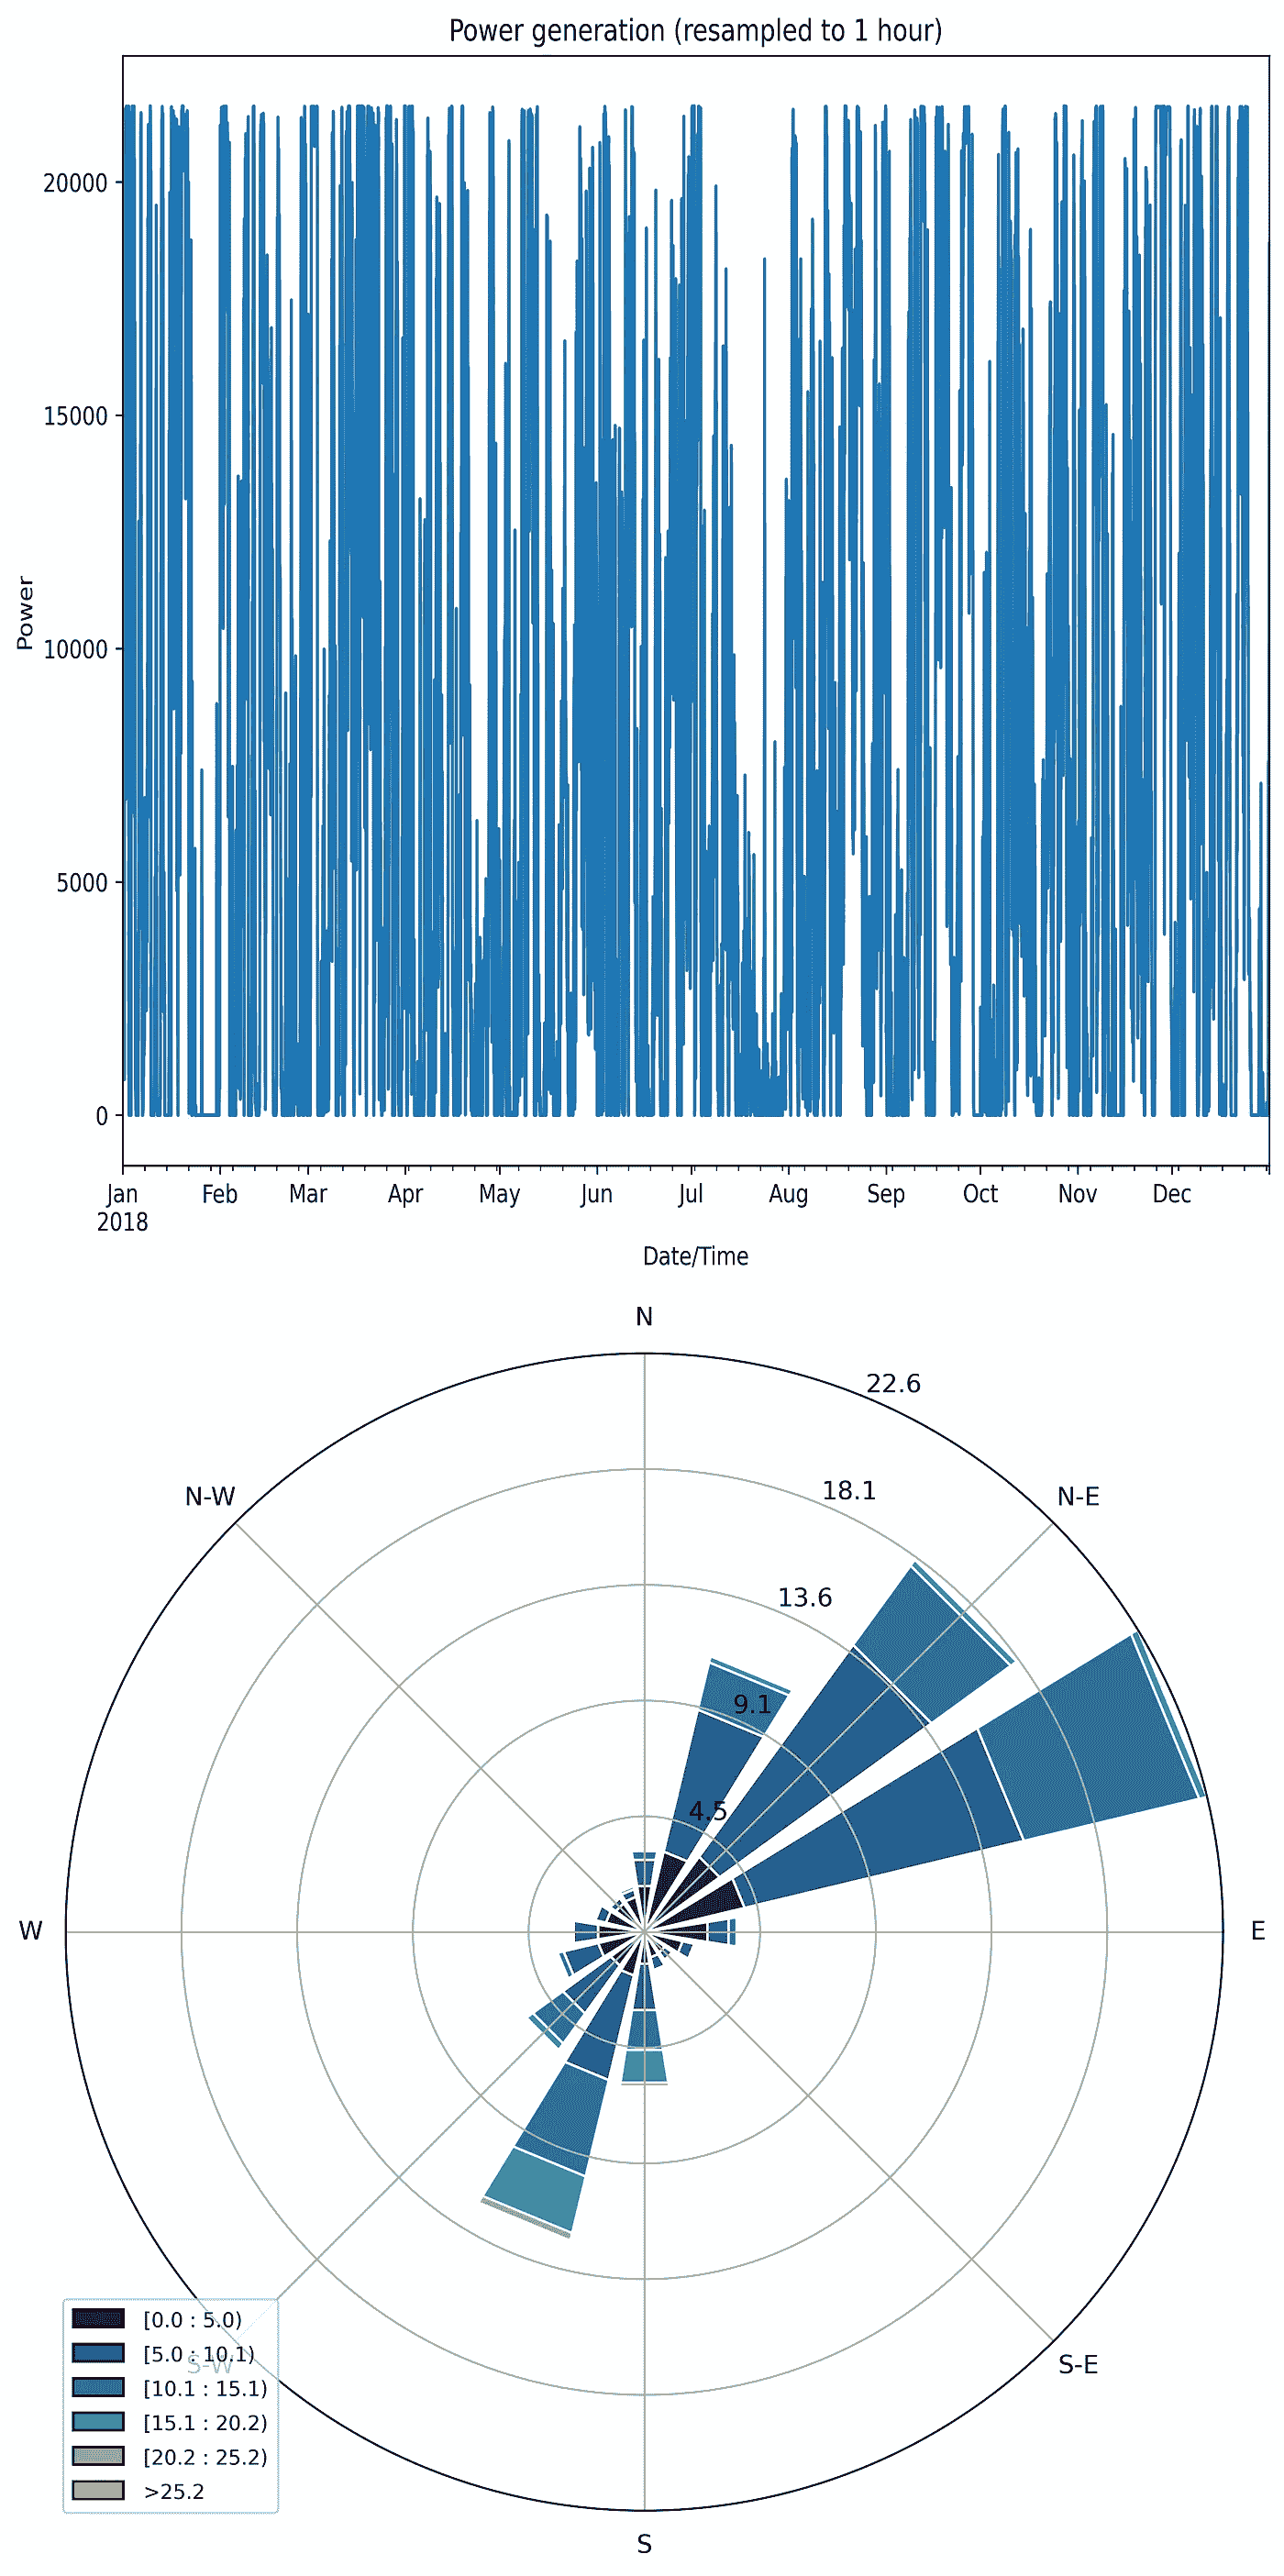 Power generation (resampled to 1 hour)
20000
15000
10000
5000
0
Power
Jan Feb Mar Apr May Jun Jul Aug Sep Oct Nov Dec
2018
Date/Time
N
22.6
18.1
N-W
N-E
13.6
9.1
4.5
W
E
[0.0 : 5.0)
[5.0 : 10.1)
S-W
S-E
[10.1 : 15.1)
[15.1 : 20.2)
[20.2 : 25.2)
>25.2
S